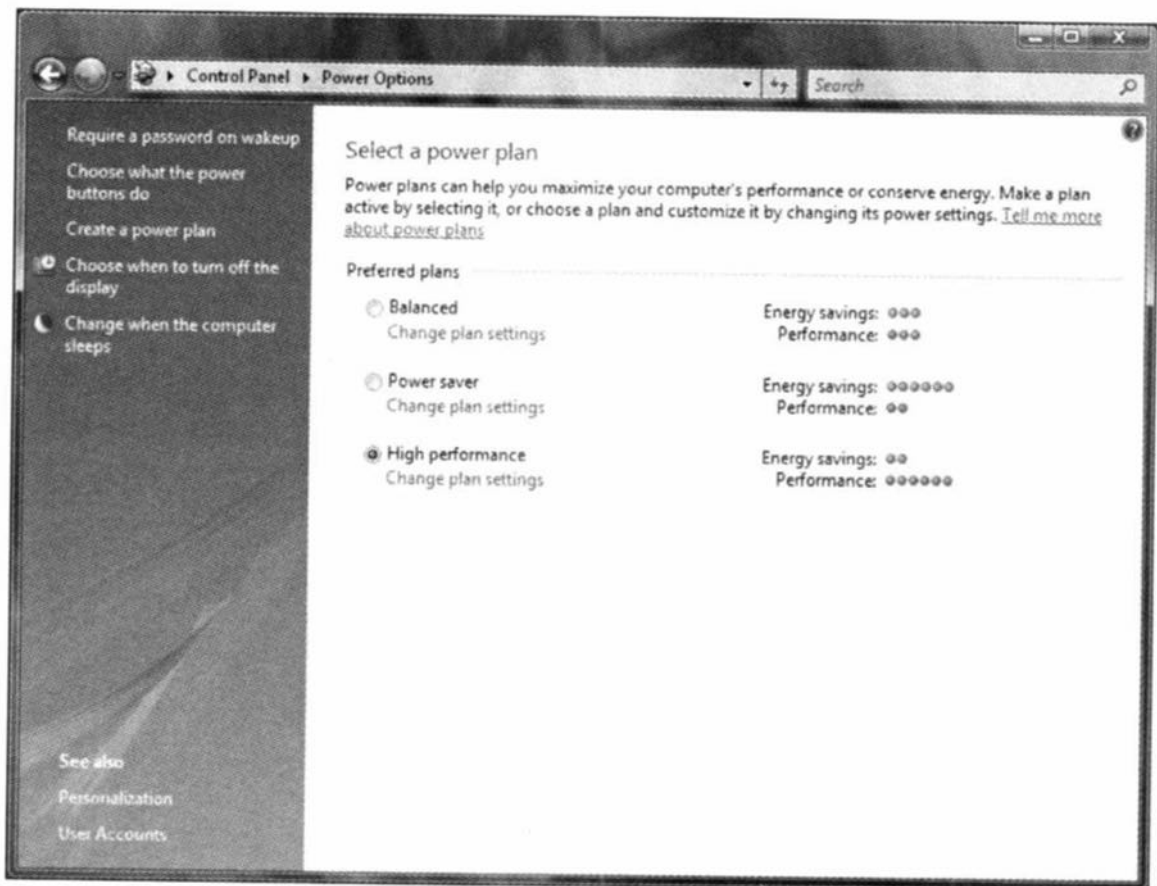 Control Panel ▸ Power Options
Search
Require a password on wakeup
Choose what the power
buttons do
Create a power plan
Choose when to turn off the
display
Change when the computer
sleeps
See also
Personalization
User Accounts
Select a power plan
Power plans can help you maximize your computer's performance or conserve energy. Make a plan
active by selecting it, or choose a plan and customize it by changing its power settings. Tell me more
about power plans
Preferred plans
Balanced
Energy savings:
Change plan settings
Performance:
Power saver
Energy savings:
Change plan settings
Performance:
High performance
Energy savings:
Change plan settings
Performance: